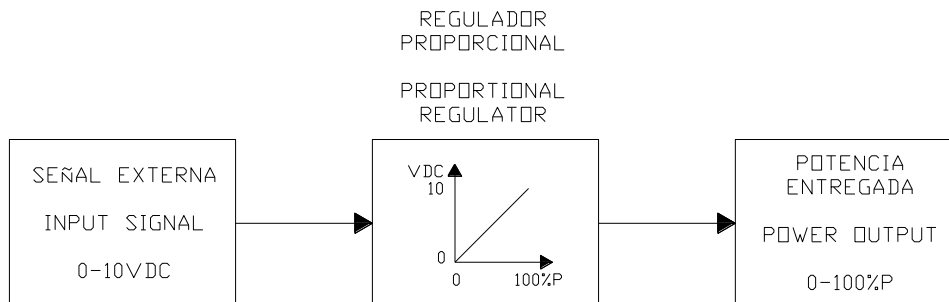 REGULADOR
PROPORCIONAL
PROPORTIONAL
REGULATOR
SEÑAL EXTERNA
INPUT SIGNAL
0-10VDC
VDC
10
0
0
100%P
POTENCIA
ENTREGADA
POWER OUTPUT
0-100%P